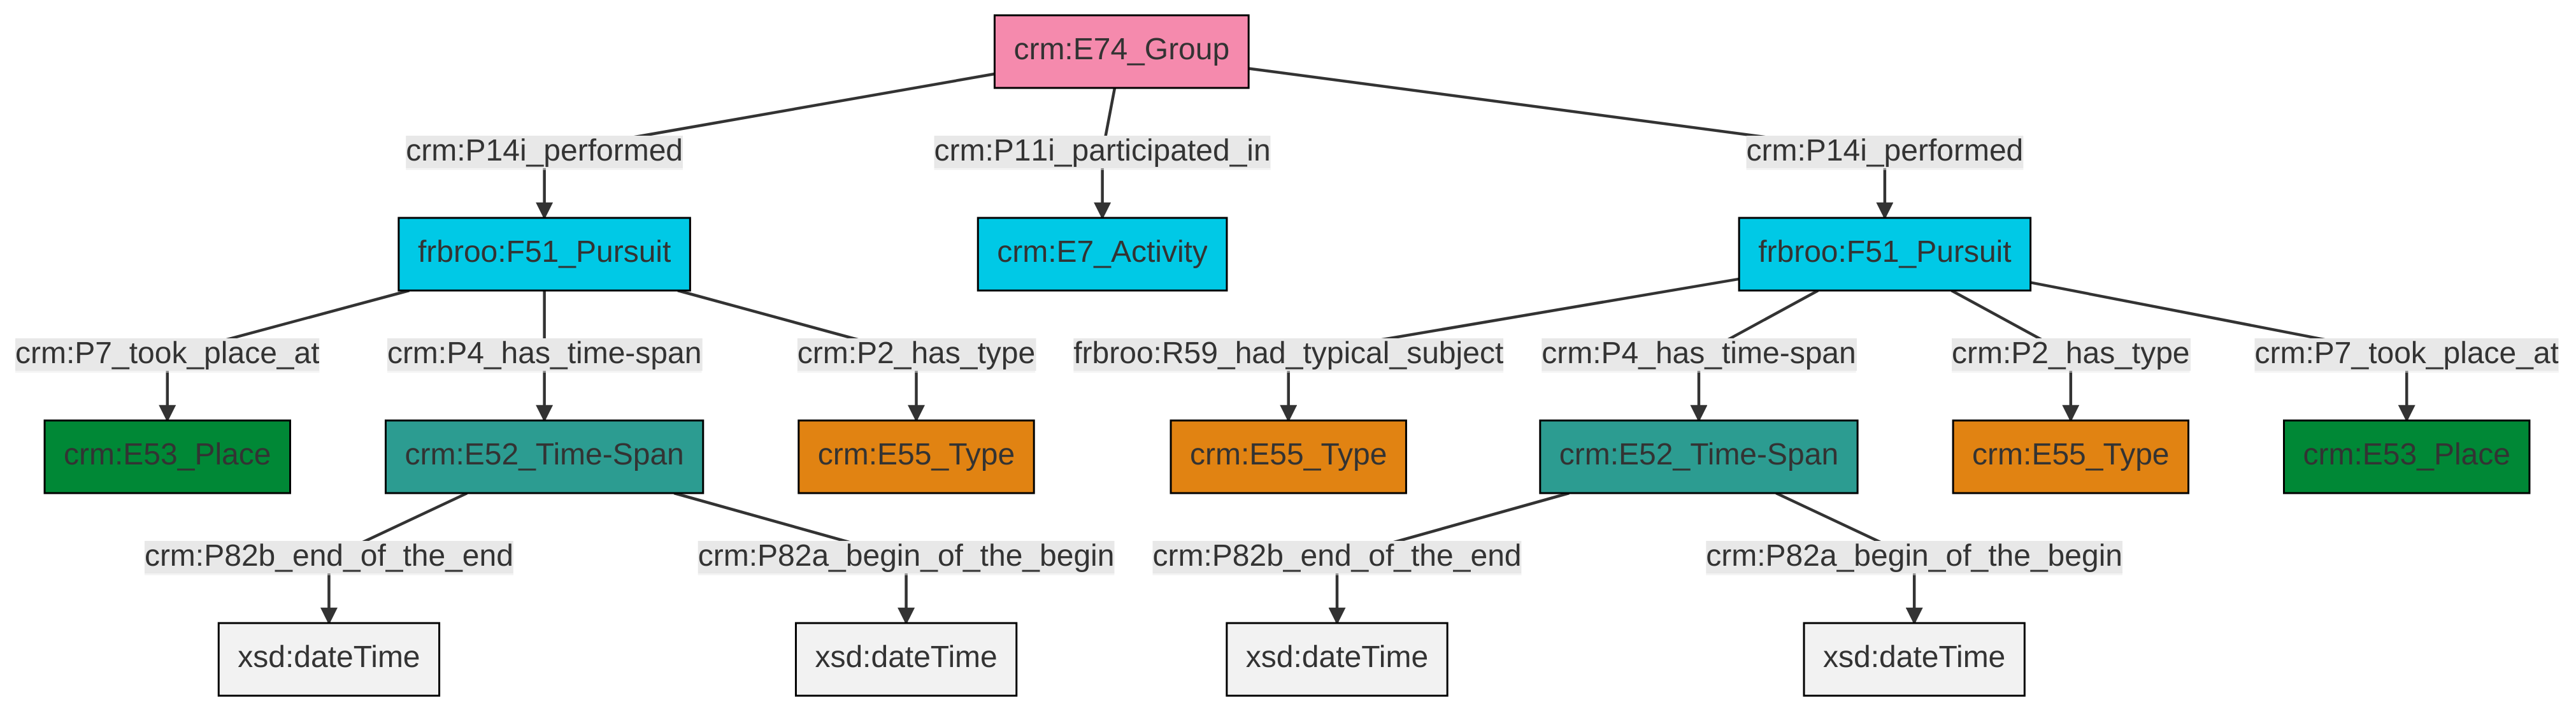 crm:E74_Group
crm:P14i_performed
crm:P11i_participated_in
crm:P14i_performed
frbroo:F51_Pursuit
crm:E7_Activity
frbroo:F51_Pursuit
crm:P7_took_place_at
crm:P4_has_time-span
crm:P2_has_type
frbroo:R59_had_typical_subject
crm:P4_has_time-span
crm:P2_has_type
crm:P7_took_place_at
crm:E53_Place
crm:E52_Time-Span
crm:E55_Type
crm:E55_Type
crm:E52_Time-Span
crm:E55_Type
crm:E53_Place
crm:P82b_end_of_the_end
crm:P82a_begin_of_the_begin
crm:P82b_end_of_the_end
crm:P82a_begin_of_the_begin
xsd:dateTime
xsd:dateTime
xsd:dateTime
xsd:dateTime